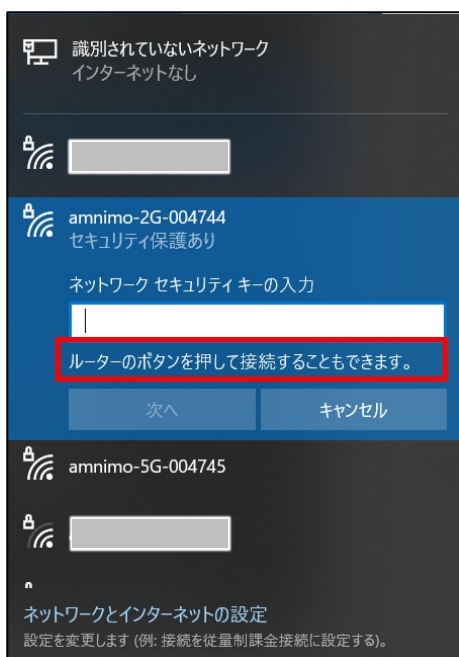 識別されていないネットワーク
インターネットなし
amnimo-2G-004744
セキュリティ保護あり
ネットワーク セキュリティ キーの入力
ルーターのボタンを押して接続することもできます。
次へ
キャンセル
amnimo-5G-004745
ネットワークとインターネットの設定
設定を変更します (例: 接続を従量制課金接続に設定する)。